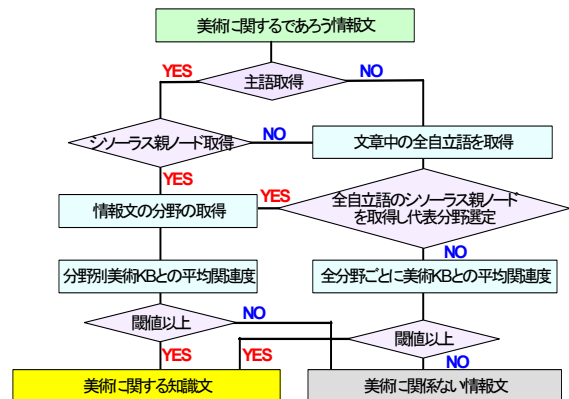 美術に関するであろう情報文
YES
主語取得
NO
シソーラス親ノード取得
NO
文章中の全自立語を取得
YES
情報文の分野の取得
YES
全自立語のシソーラス親ノード
を取得し代表分野選定
NO
分野別美術KBとの平均関連度
全分野ごとに美術KBとの平均関連度
閾値以上
NO
閾値以上
YES
YES
NO
美術に関する知識文
美術に関係ない情報文